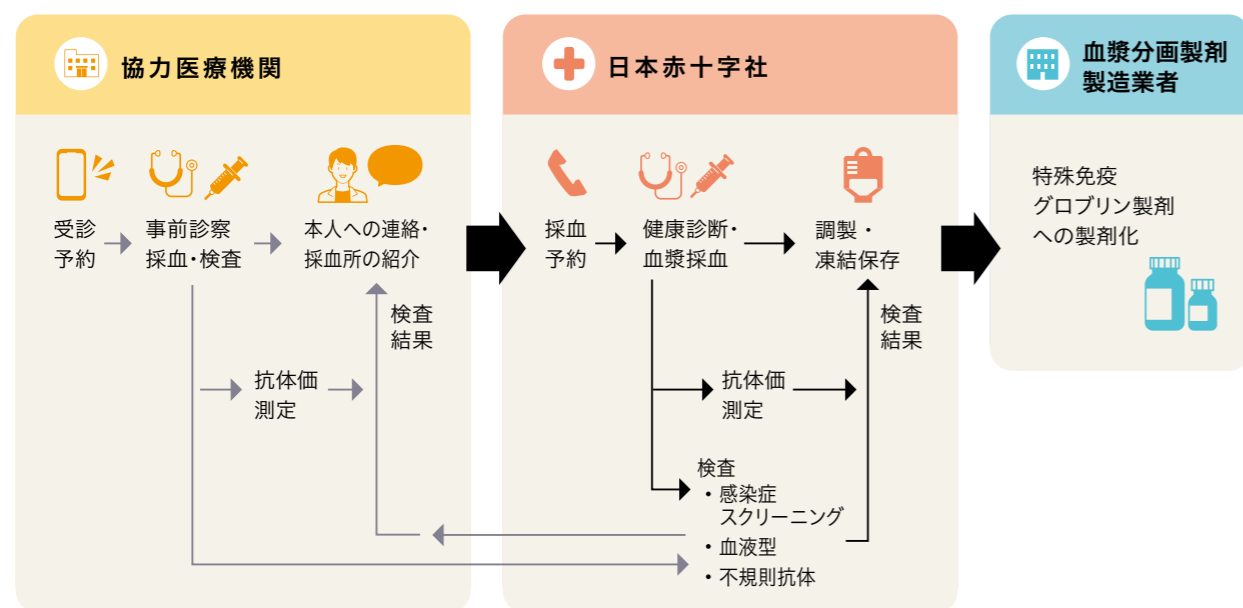 協力医療機関
受診
予約
事前診察
採血・検査
本人への連絡・
採血所の紹介
検査
結果
抗体価
測定
日本赤十字社
採血
予約
健康診断・
血漿採血
調製・
凍結保存
検査
結果
抗体価
測定
検査
・感染症
スクリーニング
・血液型
・不規則抗体
血漿分画製剤
製造業者
特殊免疫
グロブリン製剤
への製剤化